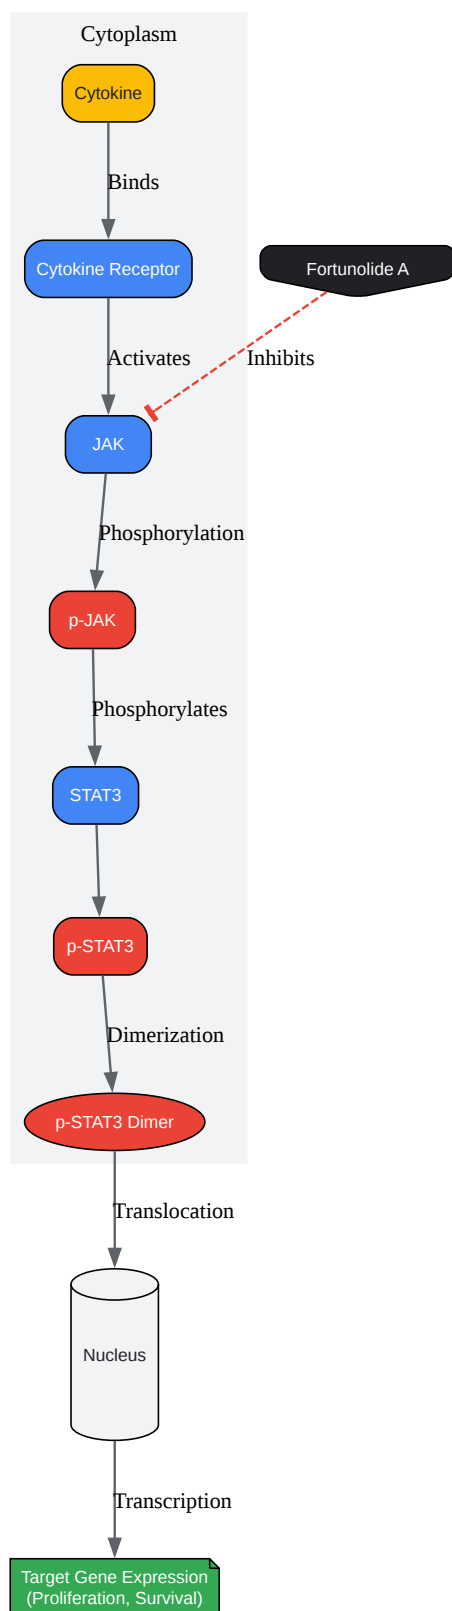 Cytoplasm
Cytokine
Binds
Cytokine Receptor
Fortunolide A
Activates
Inhibits
JAK
Phosphorylation
p-JAK
Phosphorylates
STAT3
p-STAT3
Dimerization
p-STAT3 Dimer
Translocation
Nucleus
Transcription
Target Gene Expression
(Proliferation, Survival)